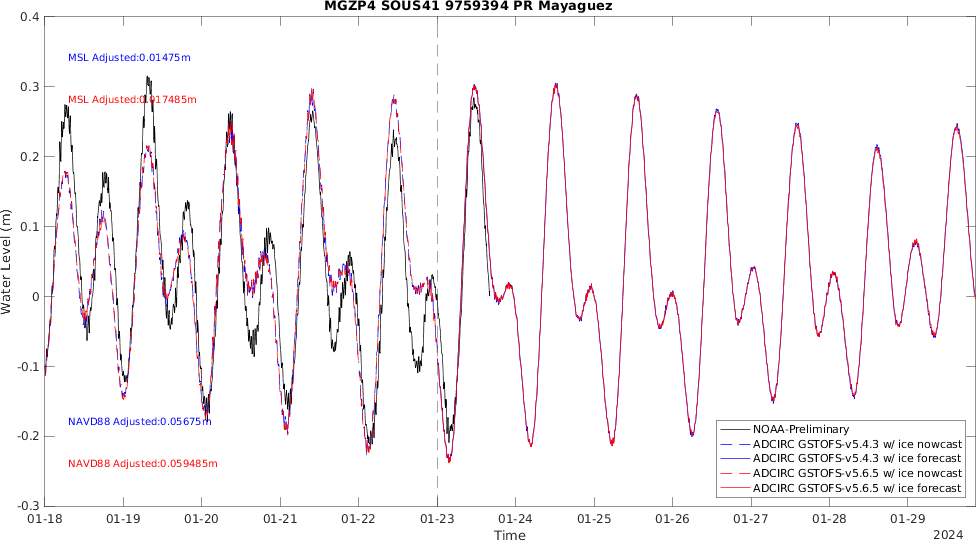 MGZP4 SOUS41 9759394 PR Mayaguez
0.4
0.3
0.2
0.1
0
-0.1
-0.2
-0.3
Water Level (m)
MSL Adjusted:0.01475m
MSL Adjusted:0.017485m
NAVD88 Adjusted:0.05675m
NAVD88 Adjusted:0.059485m
NOAA-Preliminary
ADCIRC GSTOFS-v5.4.3 w/ ice nowcast
ADCIRC GSTOFS-v5.4.3 w/ ice forecast
ADCIRC GSTOFS-v5.6.5 w/ ice nowcast
ADCIRC GSTOFS-v5.6.5 w/ ice forecast
01-18 01-19 01-20 01-21 01-22 01-23 01-24 01-25 01-26 01-27 01-28 01-29
Time
2024